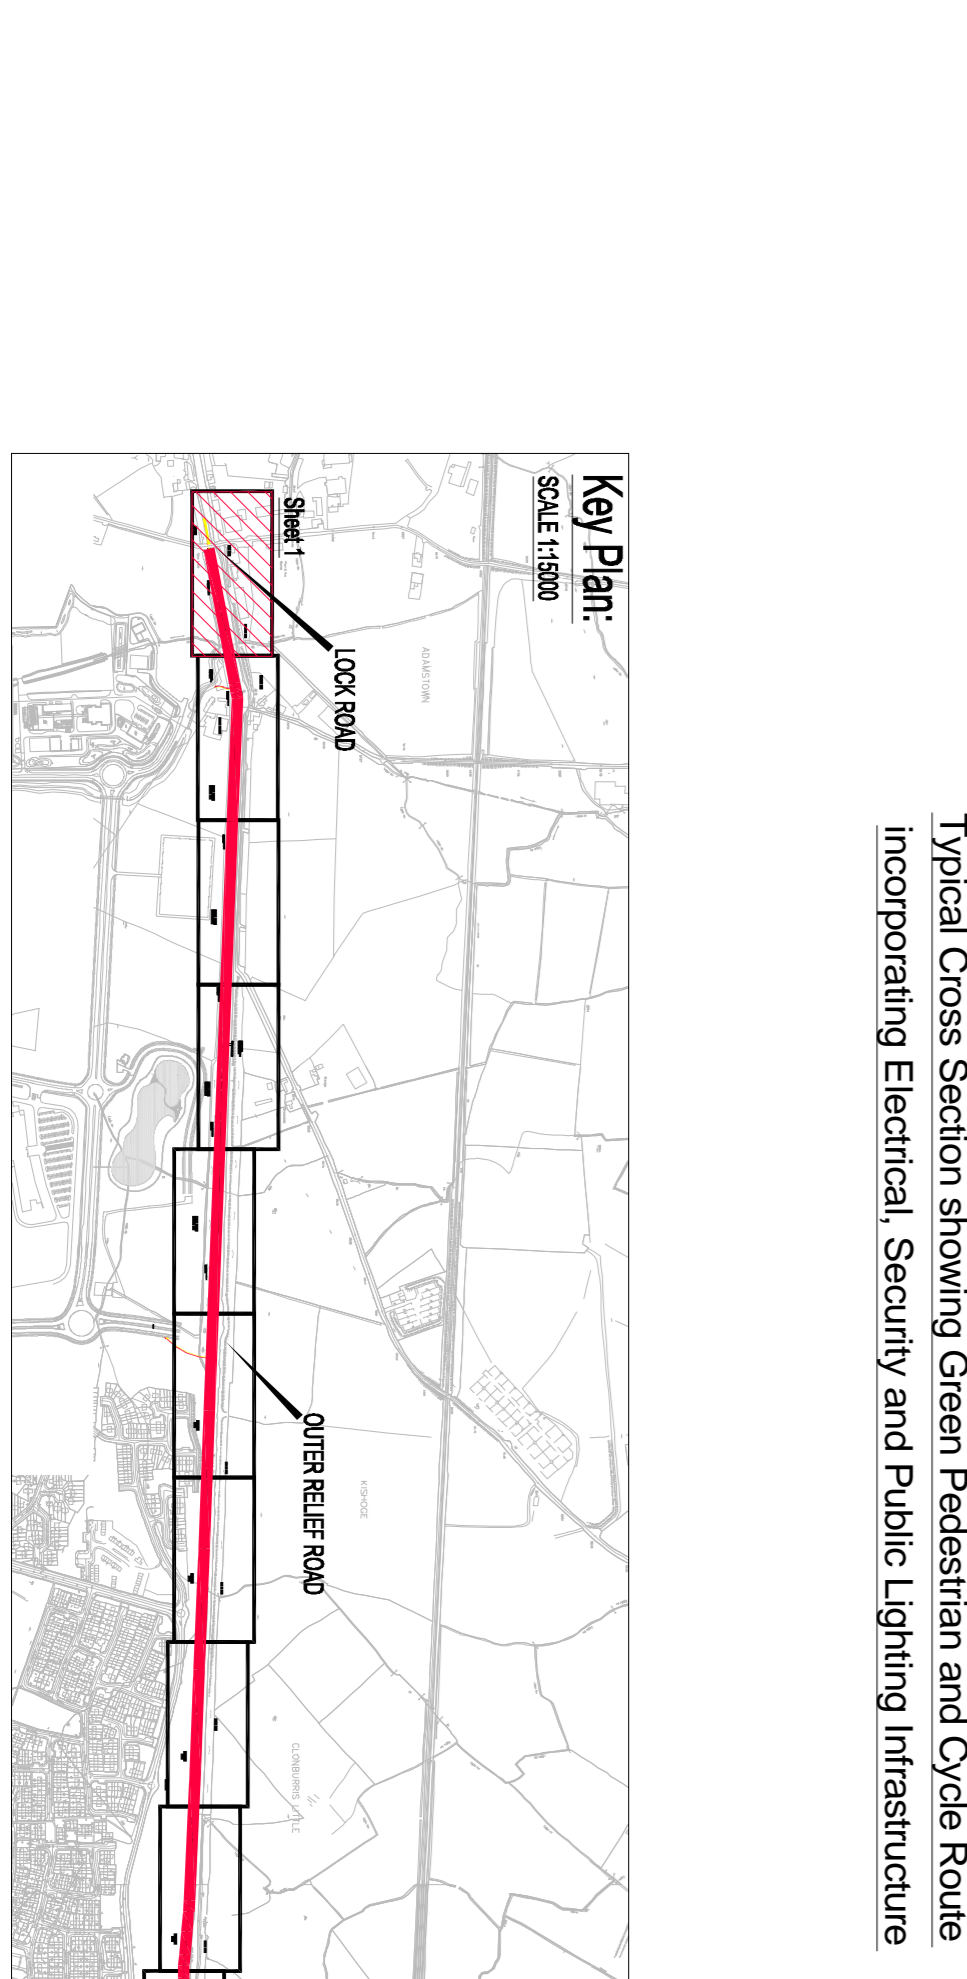 Typical Cross Section showing Green Pedestrian and Cycle Route
incorporating Electrical, Security and Public Lighting Infrastructure
Key Plan:
SCALE 1:15000
Sheet 1
LOCK ROAD
ADAMSTOWN
OUTER RELIEF ROAD
KISHOGE
CLONBURRIS LITTLE